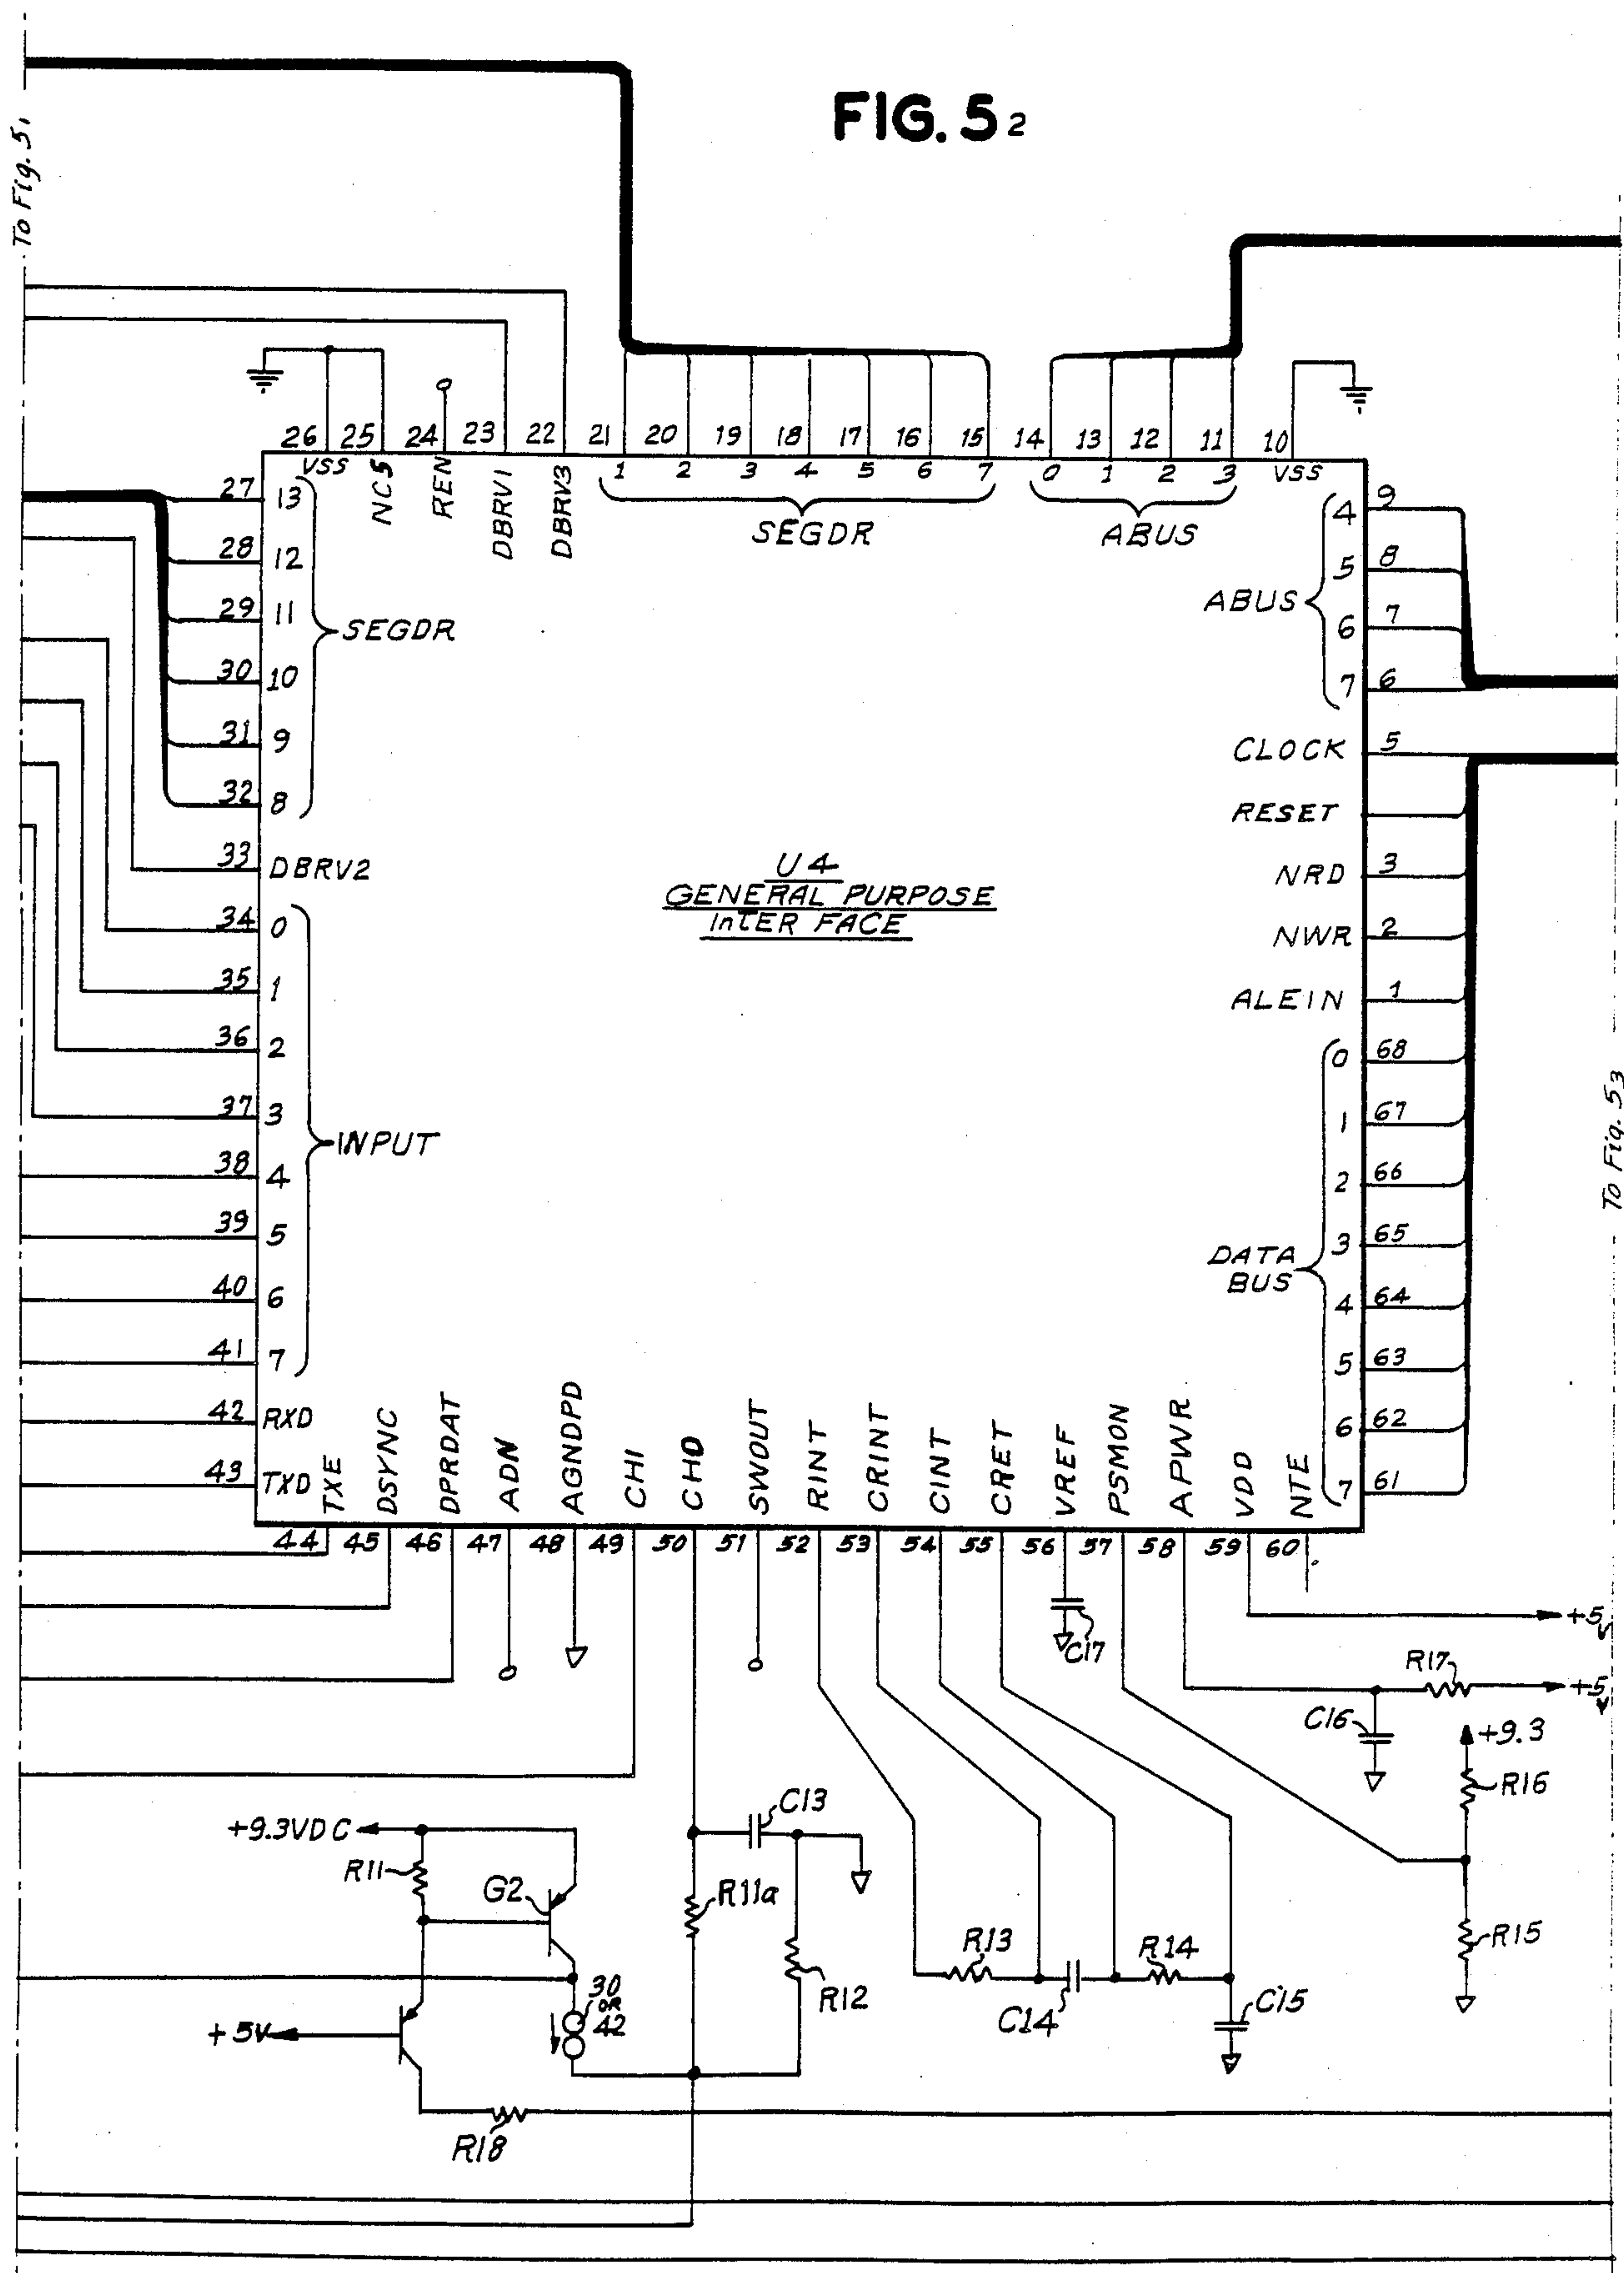 FIG. 5 2
To Fig. 5 1
26 25 24 23 22 21 20 19 18 17 16 15 14 13 12 11 10
VSS NCS REN DBRV1 DBRV3 1 2 3 4 5 6 7 0 1 2 3 VSS
SEGDR
ABUS
27 13
28 12
29 11
30 10
31 9
32 8
SEGDR
33 DBRV2
34 0
35 1
36 2
37 3
38 4
39 5
40 6
41 7
INPUT
42 RXD
43 TXD
U4
GENERAL PURPOSE
InTER FACE
4 9
5 8
6 7
7 6
ABUS
CLOCK 5
RESET
NRD 3
NWR 2
ALEIN 1
0 68
1 67
2 66
3 65
4 64
5 63
6 62
7 61
DATA
BUS
To Fig. 5 3
TXE DSYNC DPRDAT ADN AGNDPD CHI CHO SWOUT RINT CRINT CINT CRET VREF PSMON APWR VDD NTE
44 45 46 47 48 49 50 51 52 53 54 55 56 57 58 59 60
C17
+5V
R17
+5V
C16
+9.3
R16
R15
+9.3VDC
R11
G2
C13
R11a
R12
R13
R14
C14
C15
30
OR
42
+5V
R18